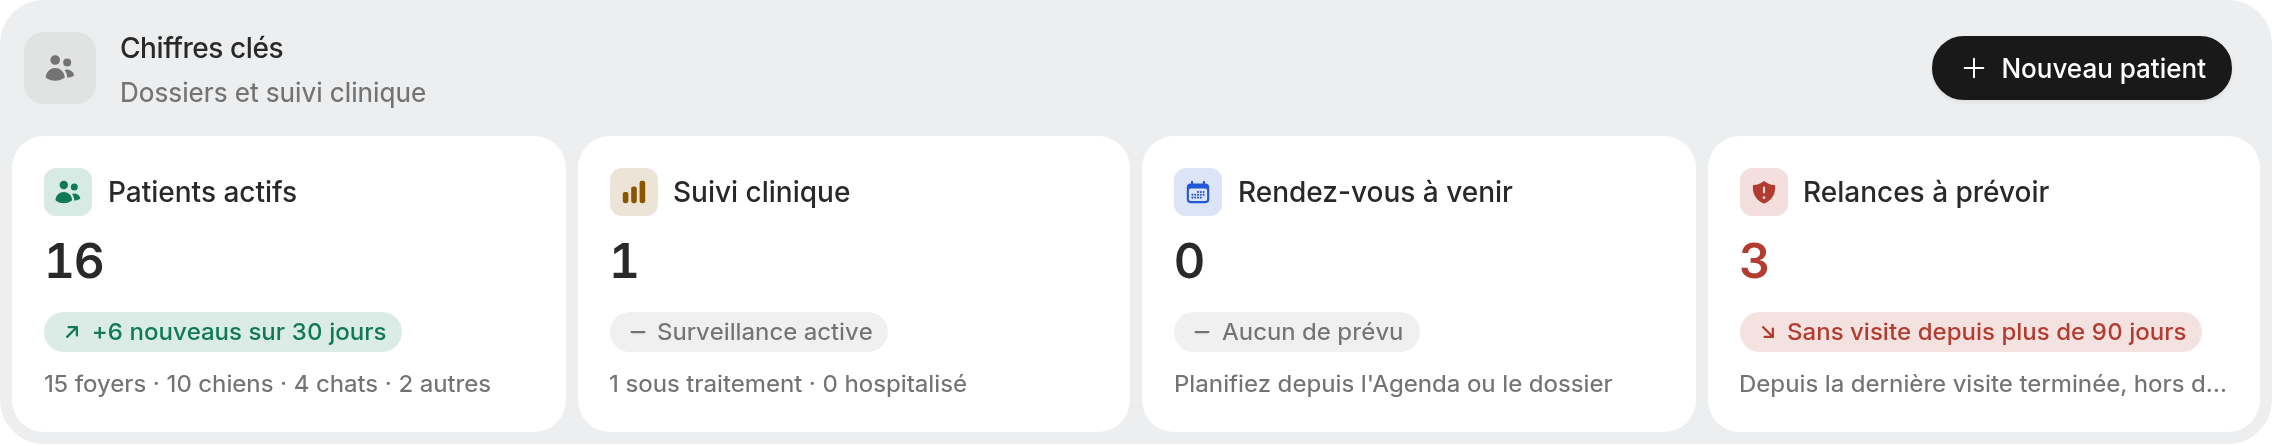 Chiffres clés
Dossiers et suivi clinique
+ Nouveau patient
Patients actifs
16
+6 nouveaus sur 30 jours
15 foyers · 10 chiens · 4 chats · 2 autres
Suivi clinique
1
Surveillance active
1 sous traitement · 0 hospitalisé
Rendez-vous à venir
0
Aucun de prévu
Planifiez depuis l'Agenda ou le dossier
Relances à prévoir
3
Sans visite depuis plus de 90 jours
Depuis la dernière visite terminée, hors d...